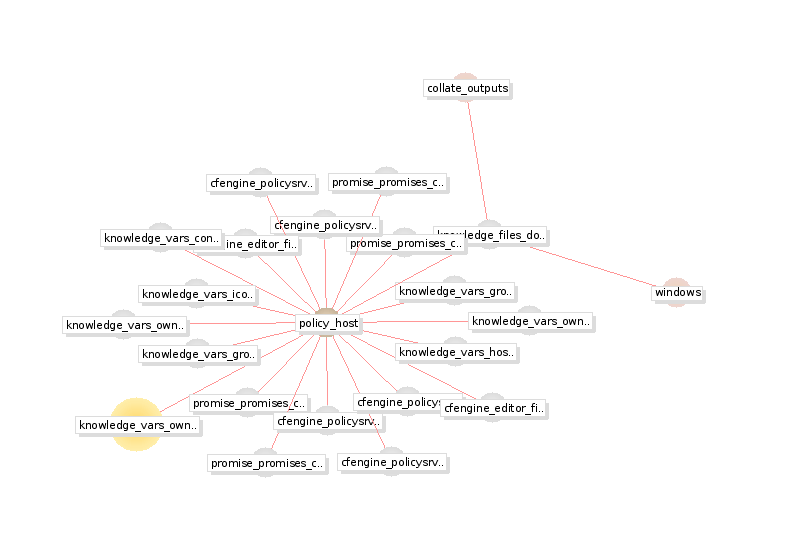 collate_outputs
cfengine_policysrv..
promise_promises_c..
cfengine_policysrv..
knowledge_files_do..
knowledge_vars_con..
ine_editor_fi..
promise_promises_c..
knowledge_vars_ico..
knowledge_vars_gro..
windows
knowledge_vars_own..
policy_host
knowledge_vars_own..
knowledge_vars_gro..
knowledge_vars_hos..
promise_promises_c..
cfengine_policys
cfengine_editor_fi..
knowledge_vars_own..
cfengine_policysrv..
promise_promises_c..
cfengine_policysrv..